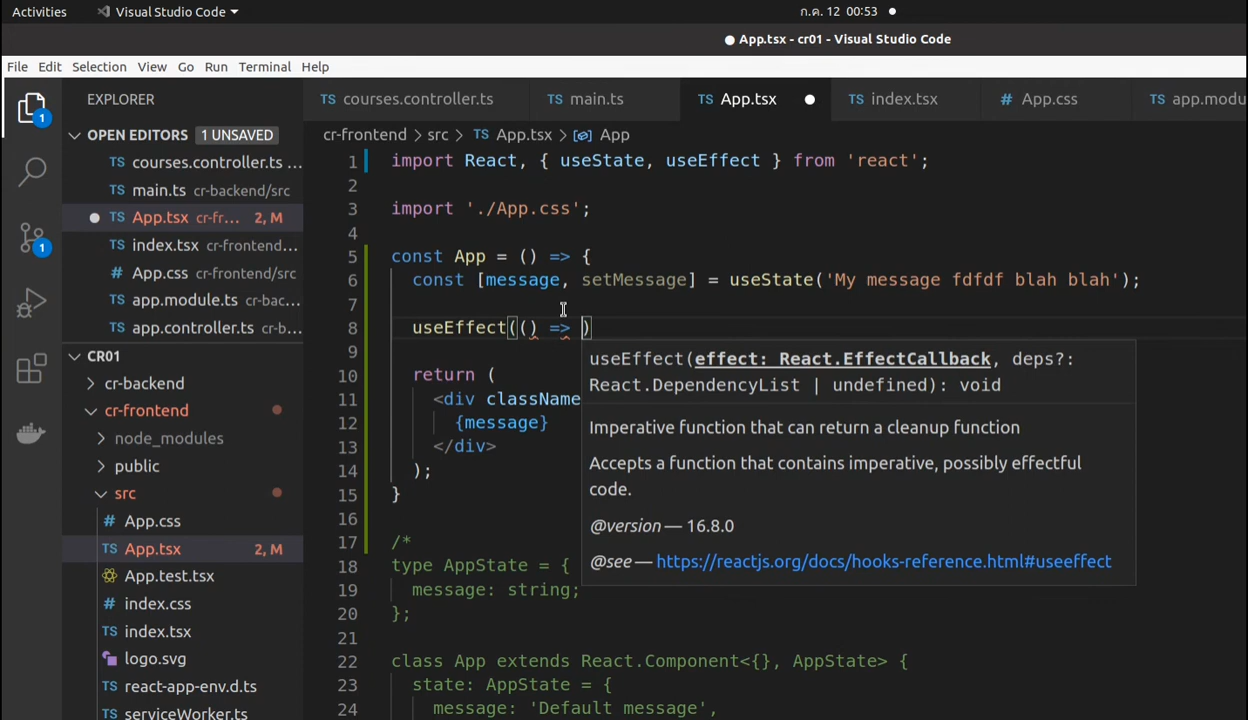 Activities Visual Studio Code ก.ค. 12 00:53
App.tsx - cr01 - Visual Studio Code
File Edit Selection View Go Run Terminal Help
EXPLORER
OPEN EDITORS 1 UNSAVED
courses.controller.ts ...
main.ts cr-backend/src
App.tsx cr-fr... 2, M
index.tsx cr-frontend...
App.css cr-frontend/src
app.module.ts cr-bac...
app.controller.ts cr-b...
CR01
cr-backend
cr-frontend
node_modules
public
src
App.css
App.tsx 2, M
App.test.tsx
index.css
index.tsx
logo.svg
react-app-env.d.ts
serviceWorker.ts
1
1
TS courses.controller.ts TS main.ts TS App.tsx TS index.tsx # App.css TS app.modu
cr-frontend > src > TS App.tsx > App
1 import React, { useState, useEffect } from 'react';
2
3 import './App.css';
4
5 const App = () => {
6 const [message, setMessage] = useState('My message fdfdf blah blah');
7
8 useEffect(() => )
9
10 return (
11 <div className
12 {message}
13 </div>
14 );
15 }
16
17 /*
18 type AppState = {
19 message: string;
20 };
21
22 class App extends React.Component<{}, AppState> {
23 state: AppState = {
24 message: 'Default message',
useEffect(effect: React.EffectCallback, deps?:
React.DependencyList | undefined): void
Imperative function that can return a cleanup function
Accepts a function that contains imperative, possibly effectful
code.
@version — 16.8.0
@see — https://reactjs.org/docs/hooks-reference.html#useeffect